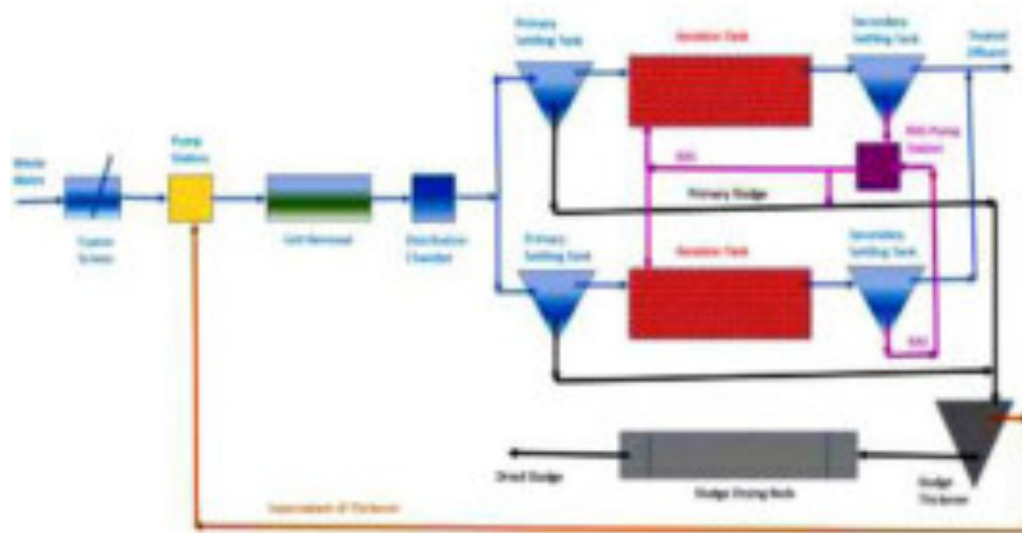 Primary
Settling Tank
Aeration Tank
Secondary
Settling Tank
Treated
Effluent
Pump
Station
RAS Pump
Station
Waste
Water
RAS
Primary Sludge
Coarse
Screen
Grit Removal
Distribution
Chamber
Primary
Settling Tank
Aeration Tank
Secondary
Settling Tank
RAS
Dried Sludge
Sludge Drying Beds
Sludge
Thickener
Supernatant of Thickener